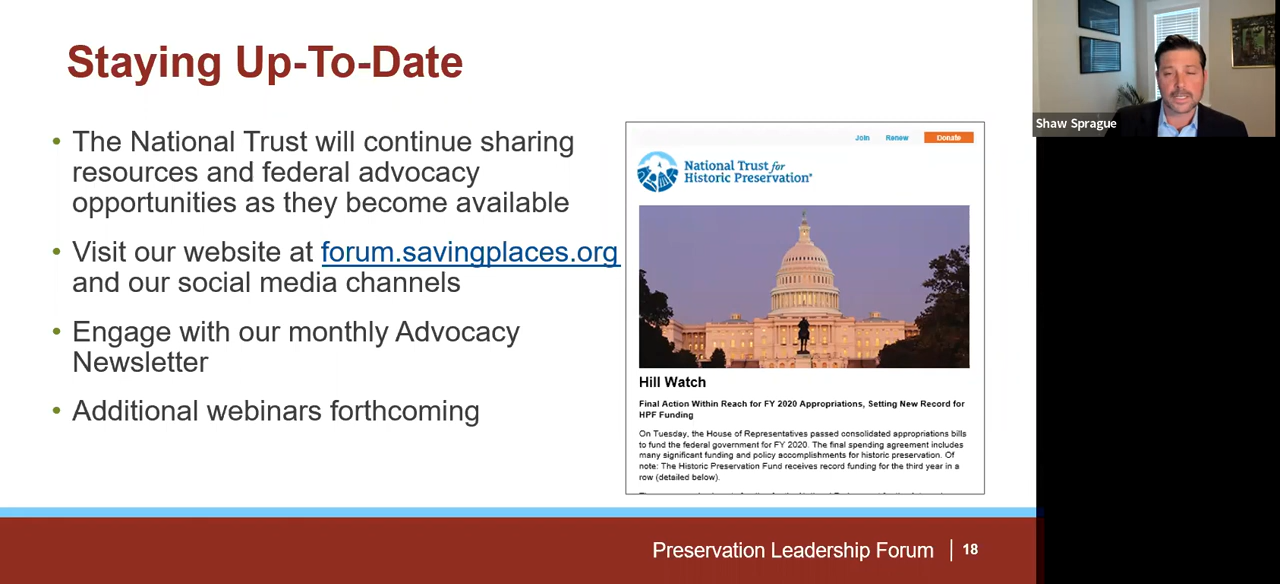 Staying Up-To-Date
• The National Trust will continue sharing
resources and federal advocacy
opportunities as they become available
• Visit our website at forum.savingplaces.org
and our social media channels
• Engage with our monthly Advocacy
Newsletter
• Additional webinars forthcoming
Join Renew Donate
National Trust for
Historic Preservation®
Hill Watch
Final Action Within Reach for FY 2020 Appropriations, Setting New Record for
HPF Funding
On Tuesday, the House of Representatives passed consolidated appropriations bills
to fund the federal government for FY 2020. The final spending agreement includes
many significant funding and policy accomplishments for historic preservation. Of
note: The Historic Preservation Fund receives record funding for the third year in a
row (detailed below).
Preservation Leadership Forum | 18
Shaw Sprague